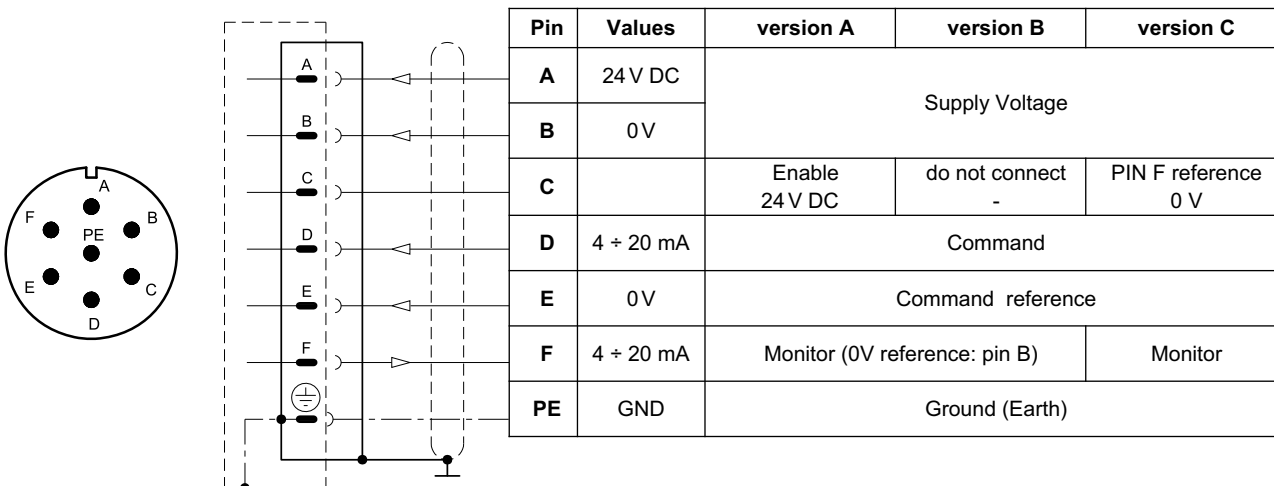 A
F
B
PE
E
C
D
A
B
C
D
E
F
Pin Values version A version B version C
A 24 V DC Supply Voltage
B 0 V
C Enable 24 V DC do not connect - PIN F reference 0 V
D 4 ÷ 20 mA Command
E 0 V Command reference
F 4 ÷ 20 mA Monitor (0V reference: pin B) Monitor
PE GND Ground (Earth)